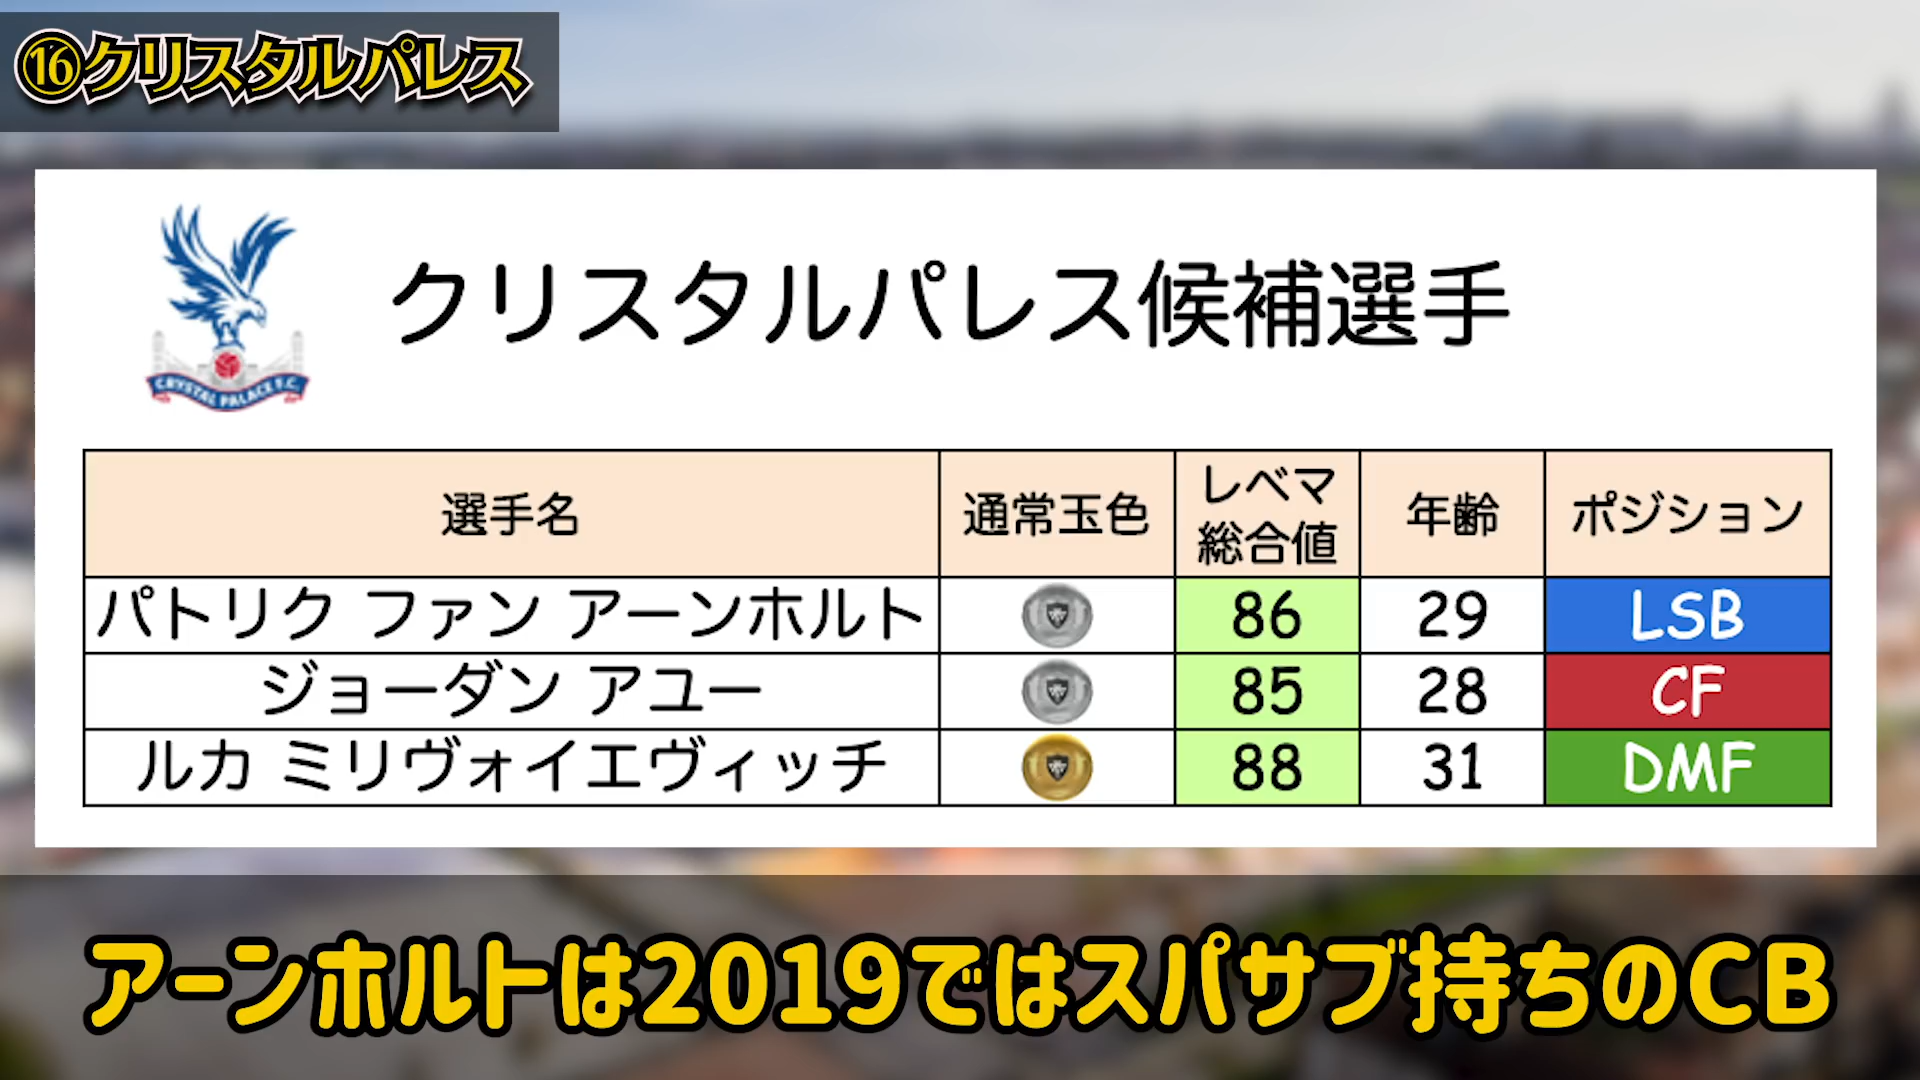 ⑯クリスタルパレス
CRYSTAL PALACE F.C.
クリスタルパレス候補選手
選手名 通常玉色 レベマ総合値 年齢 ポジション
パトリク ファン アーンホルト 86 29 LSB
ジョーダン アユー 85 28 CF
ルカ ミリヴォイエヴィッチ 88 31 DMF
アーンホルトは2019ではスパサブ持ちのCB